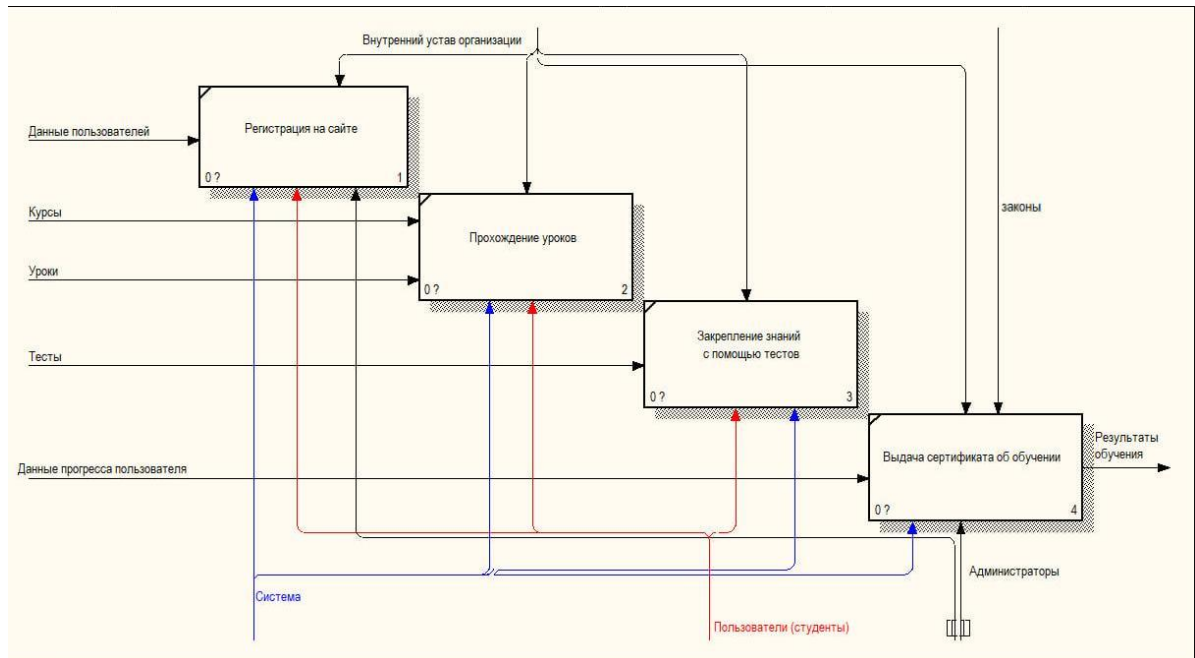 Внутренний устав организации
Данные пользователей
Регистрация на сайте
0 ?
1
законы
Курсы
Прохождение уроков
Уроки
0 ?
2
Тесты
Закрепление знаний
с помощью тестов
0 ?
3
Данные прогресса пользователя
Выдача сертификата об обучении
0 ?
4
Результаты
обучения
Администраторы
Система
Пользователи (студенты)